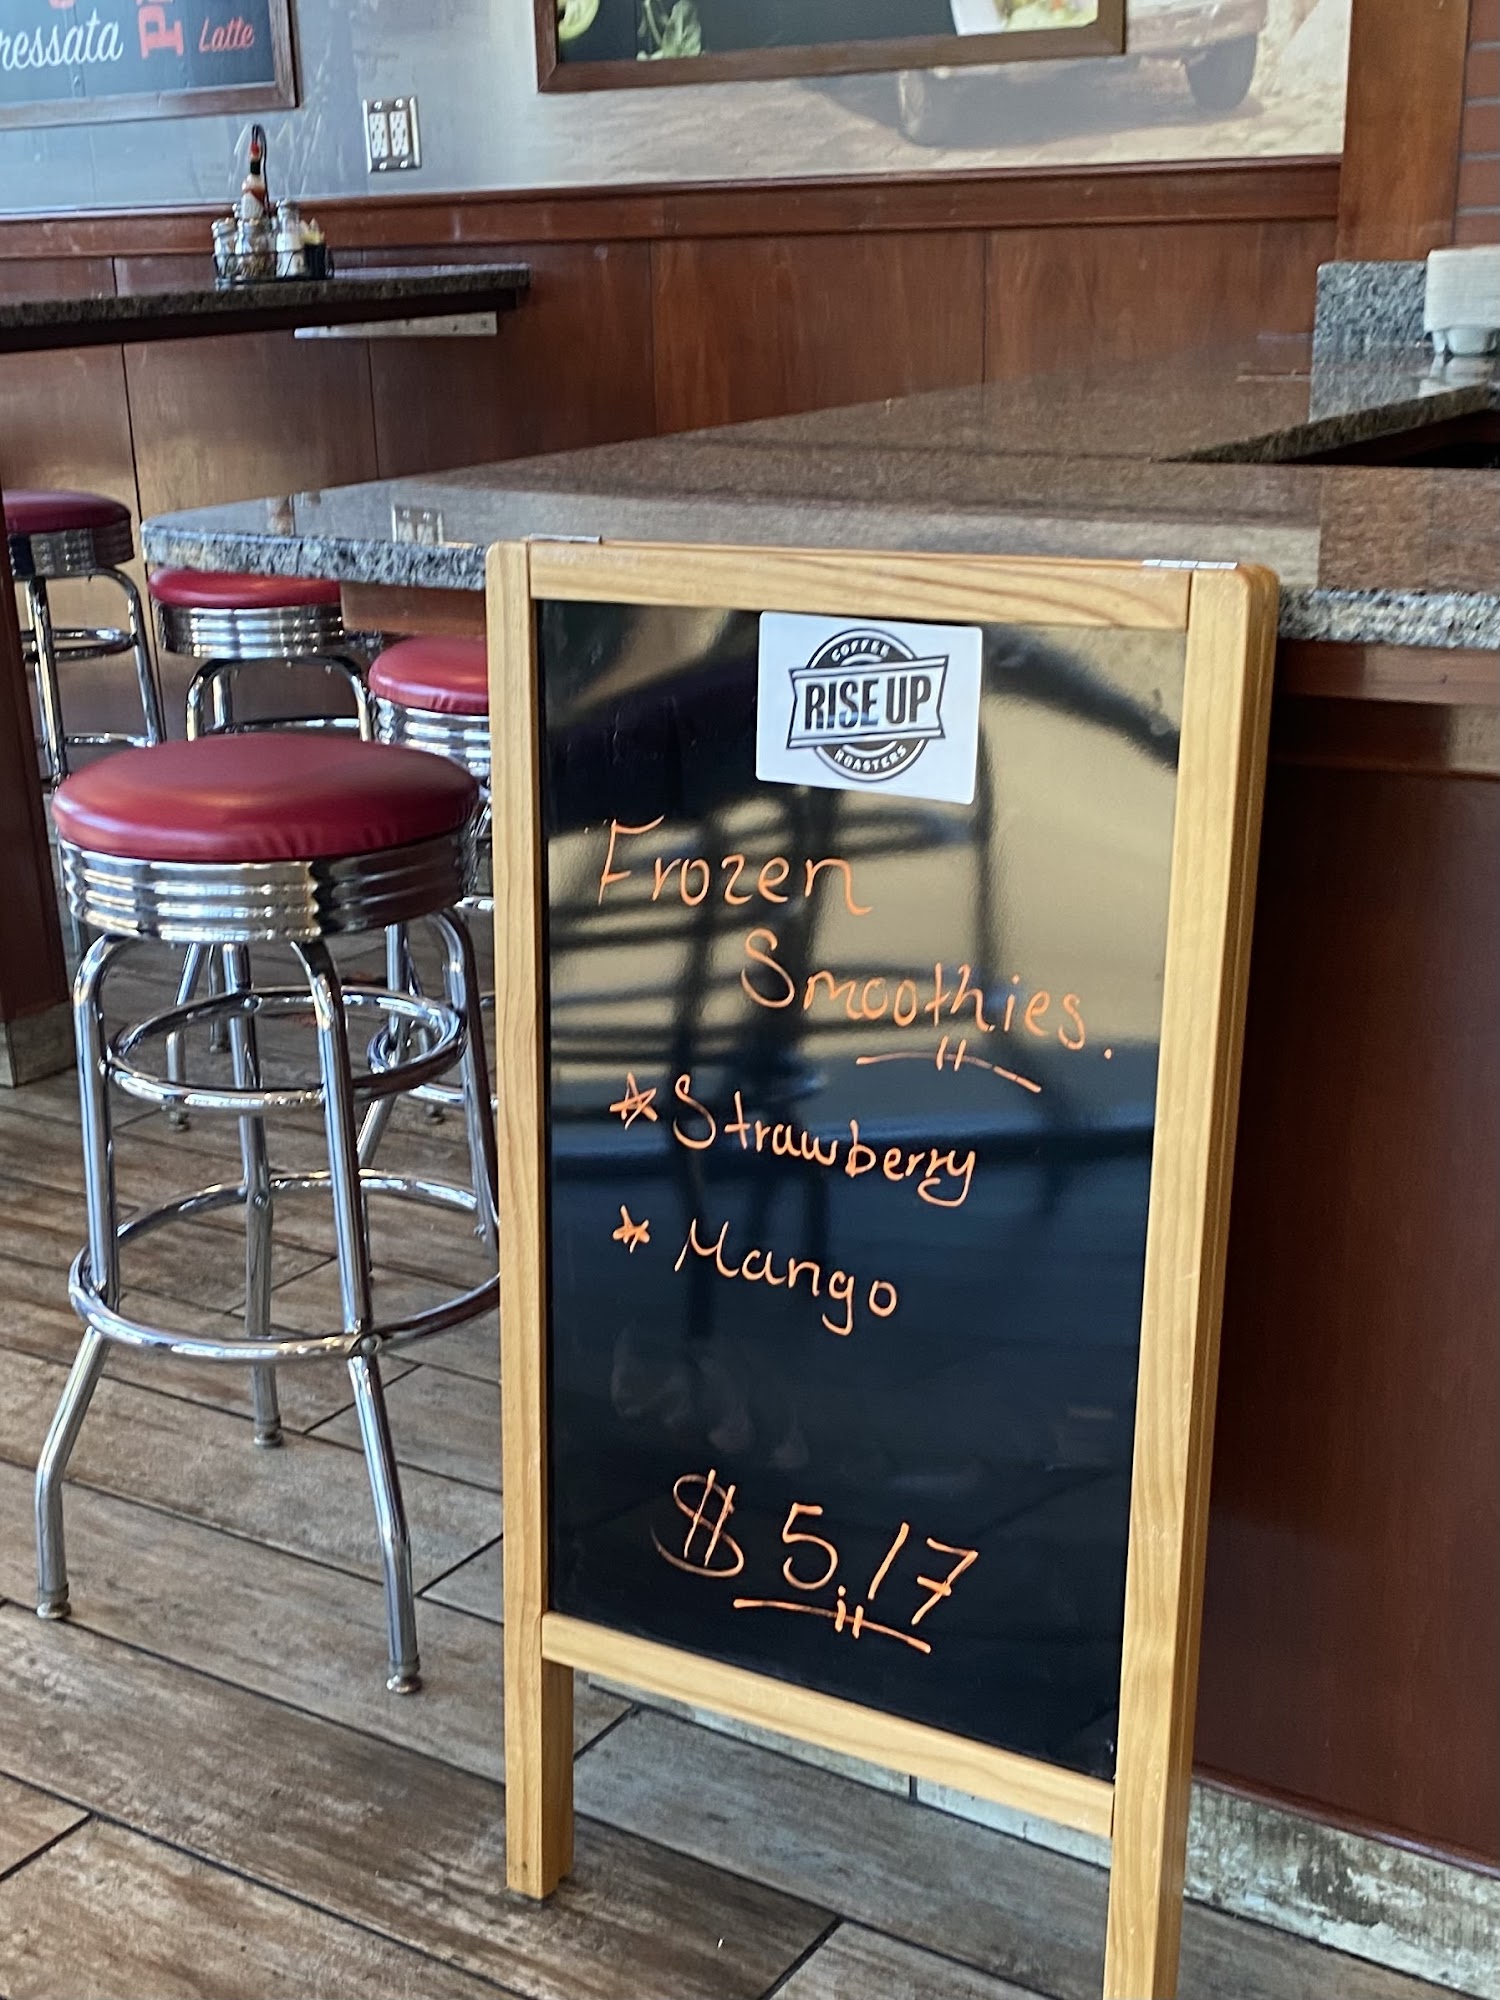 ressata
Latte
COFFEE
RISE UP
ROASTERS
Frozen
Smoothies.
* Strawberry
* Mango
$ 5.17